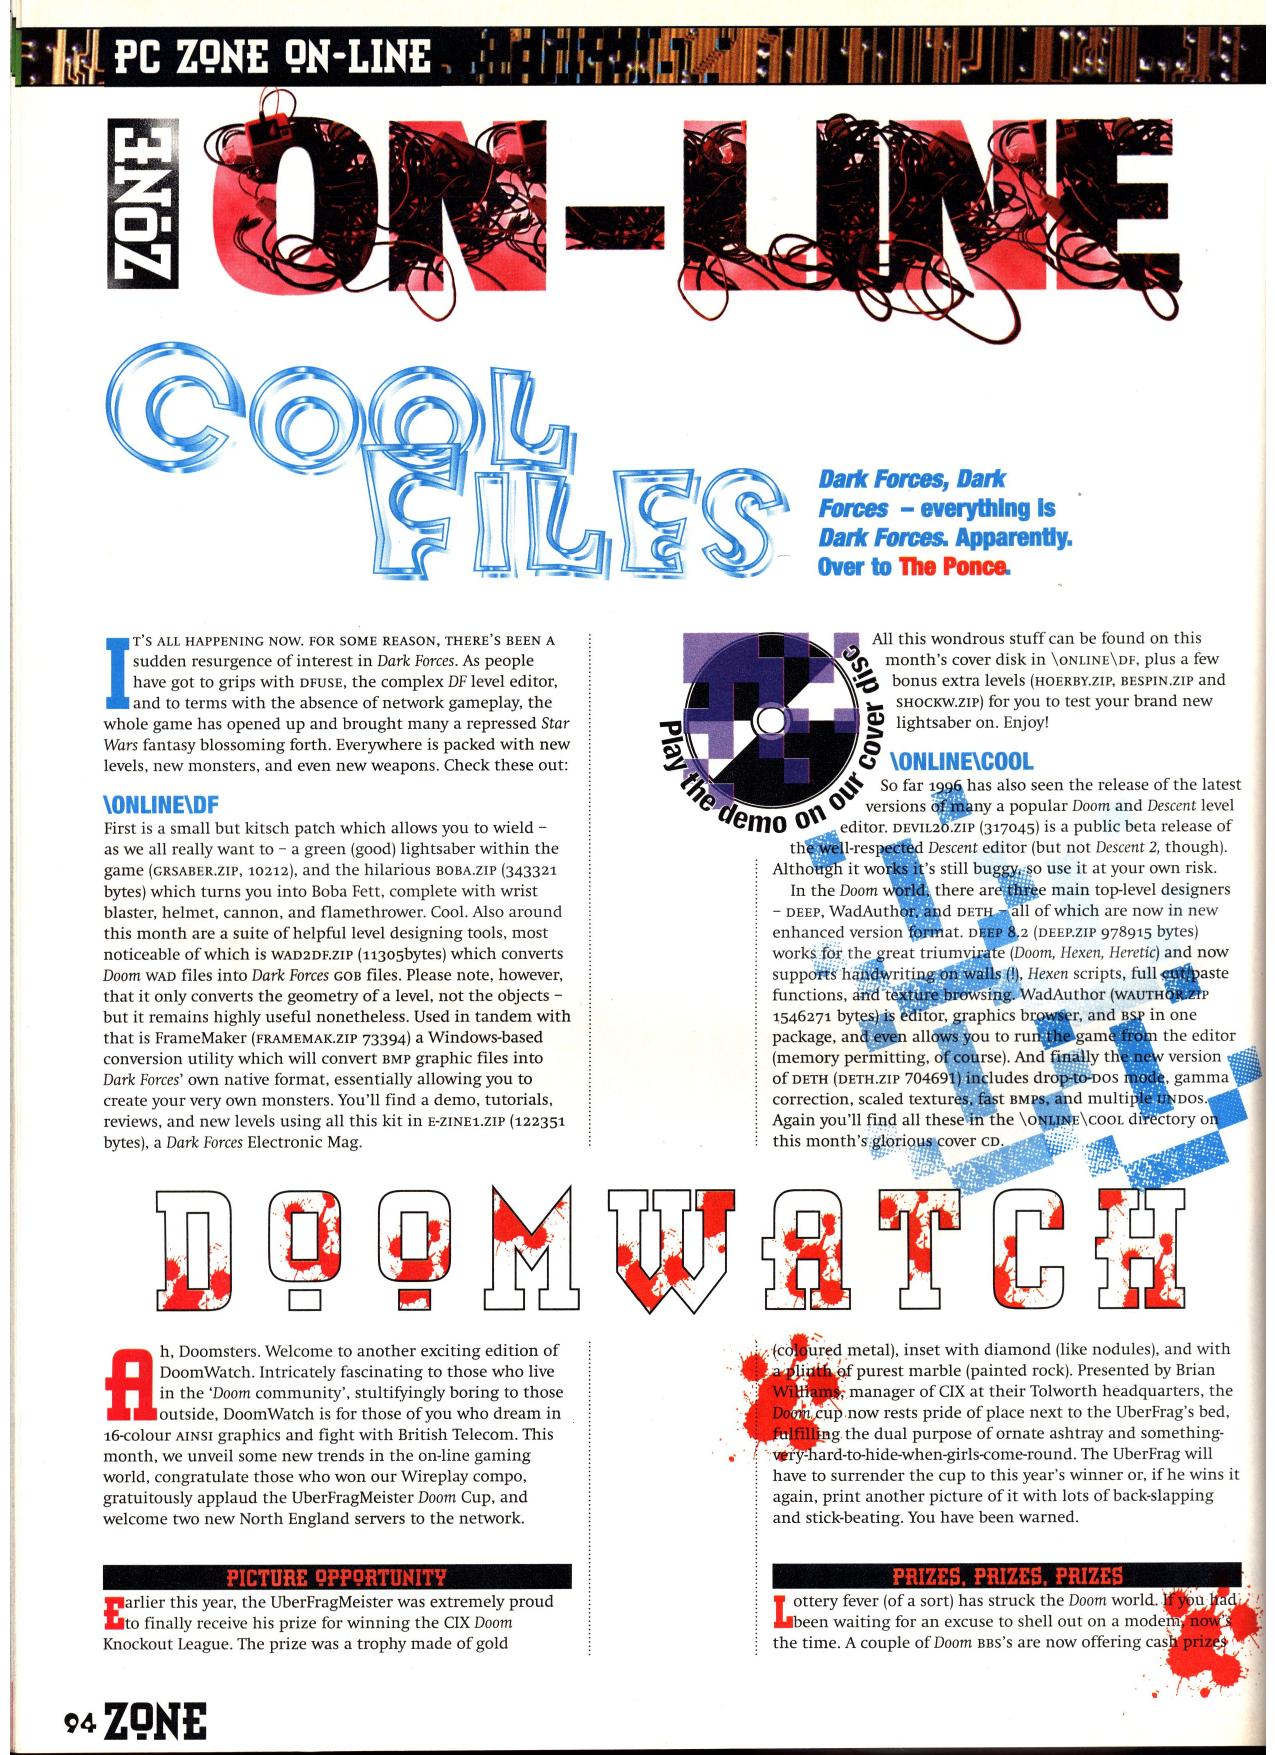 PC ZONE ON-LINE
ZONE
ON-LINE
COOL
FILES
Dark Forces, Dark
Forces – everything is
Dark Forces. Apparently.
Over to The Ponce.
IT'S ALL HAPPENING NOW. FOR SOME REASON, THERE'S BEEN A
sudden resurgence of interest in Dark Forces. As people
have got to grips with DFUSE, the complex DF level editor,
and to terms with the absence of network gameplay, the
whole game has opened up and brought many a repressed Star
Wars fantasy blossoming forth. Everywhere is packed with new
levels, new monsters, and even new weapons. Check these out:
\ONLINE\DF
First is a small but kitsch patch which allows you to wield –
as we all really want to – a green (good) lightsaber within the
game (GRSABER.ZIP, 10212), and the hilarious BOBA.ZIP (343321
bytes) which turns you into Boba Fett, complete with wrist
blaster, helmet, cannon, and flamethrower. Cool. Also around
this month are a suite of helpful level designing tools, most
noticeable of which is WAD2DF.ZIP (11305bytes) which converts
Doom WAD files into Dark Forces GOB files. Please note, however,
that it only converts the geometry of a level, not the objects –
but it remains highly useful nonetheless. Used in tandem with
that is FrameMaker (FRAMEMAK.ZIP 73394) a Windows-based
conversion utility which will convert BMP graphic files into
Dark Forces' own native format, essentially allowing you to
create your very own monsters. You'll find a demo, tutorials,
reviews, and new levels using all this kit in E-ZINE1.ZIP (122351
bytes), a Dark Forces Electronic Mag.
Play the demo on our cover disc
All this wondrous stuff can be found on this
month's cover disk in \ONLINE\DF, plus a few
bonus extra levels (HOERBY.ZIP, BESPIN.ZIP and
SHOCKW.ZIP) for you to test your brand new
lightsaber on. Enjoy!
\ONLINE\COOL
So far 1996 has also seen the release of the latest
versions of many a popular Doom and Descent level
editor. DEVIL20.ZIP (317045) is a public beta release of
the well-respected Descent editor (but not Descent 2, though).
Although it works it's still buggy, so use it at your own risk.
In the Doom world, there are three main top-level designers
– DEEP, WadAuthor, and DETH – all of which are now in new
enhanced version format. DEEP 8.2 (DEEP.ZIP 978915 bytes)
works for the great triumvirate (Doom, Hexen, Heretic) and now
supports handwriting on walls (!), Hexen scripts, full cut/paste
functions, and texture browsing. WadAuthor (WAUTHOR.ZIP
1546271 bytes) is editor, graphics browser, and BSP in one
package, and even allows you to run the game from the editor
(memory permitting, of course). And finally the new version
of DETH (DETH.ZIP 704691) includes drop-to-DOS mode, gamma
correction, scaled textures, fast BMPs, and multiple UNDOs.
Again you'll find all these in the \ONLINE\COOL directory on
this month's glorious cover CD.
DOOMWATCH
Ah, Doomsters. Welcome to another exciting edition of
DoomWatch. Intricately fascinating to those who live
in the 'Doom community', stultifyingly boring to those
outside, DoomWatch is for those of you who dream in
16-colour AINSI graphics and fight with British Telecom. This
month, we unveil some new trends in the on-line gaming
world, congratulate those who won our Wireplay compo,
gratuitously applaud the UberFragMeister Doom Cup, and
welcome two new North England servers to the network.
PICTURE OPPORTUNITY
Earlier this year, the UberFragMeister was extremely proud
to finally receive his prize for winning the CIX Doom
Knockout League. The prize was a trophy made of gold
(coloured metal), inset with diamond (like nodules), and with
a plinth of purest marble (painted rock). Presented by Brian
Williams, manager of CIX at their Tolworth headquarters, the
Doom cup now rests pride of place next to the UberFrag's bed,
fulfilling the dual purpose of ornate ashtray and something-
very-hard-to-hide-when-girls-come-round. The UberFrag will
have to surrender the cup to this year's winner or, if he wins it
again, print another picture of it with lots of back-slapping
and stick-beating. You have been warned.
PRIZES, PRIZES, PRIZES
Lottery fever (of a sort) has struck the Doom world. If you had
been waiting for an excuse to shell out on a modem, now's
the time. A couple of Doom BBS's are now offering cash prizes
94 ZONE